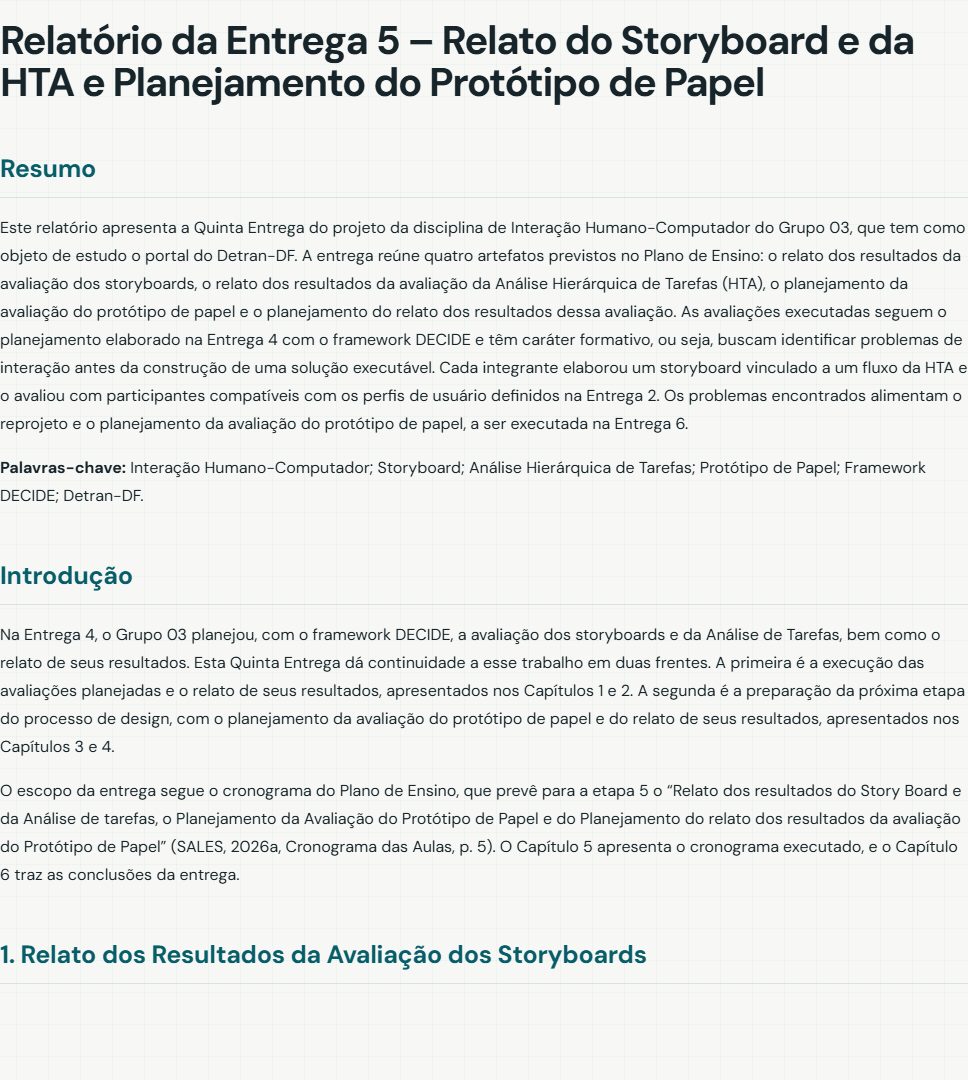 Relatório da Entrega 5 – Relato do Storyboard e da
HTA e Planejamento do Protótipo de Papel
Resumo
Este relatório apresenta a Quinta Entrega do projeto da disciplina de Interação Humano-Computador do Grupo 03, que tem como
objeto de estudo o portal do Detran-DF. A entrega reúne quatro artefatos previstos no Plano de Ensino: o relato dos resultados da
avaliação dos storyboards, o relato dos resultados da avaliação da Análise Hierárquica de Tarefas (HTA), o planejamento da
avaliação do protótipo de papel e o planejamento do relato dos resultados dessa avaliação. As avaliações executadas seguem o
planejamento elaborado na Entrega 4 com o framework DECIDE e têm caráter formativo, ou seja, buscam identificar problemas de
interação antes da construção de uma solução executável. Cada integrante elaborou um storyboard vinculado a um fluxo da HTA e
o avaliou com participantes compatíveis com os perfis de usuário definidos na Entrega 2. Os problemas encontrados alimentam o
reprojeto e o planejamento da avaliação do protótipo de papel, a ser executada na Entrega 6.
Palavras-chave: Interação Humano-Computador; Storyboard; Análise Hierárquica de Tarefas; Protótipo de Papel; Framework
DECIDE; Detran-DF.
Introdução
Na Entrega 4, o Grupo 03 planejou, com o framework DECIDE, a avaliação dos storyboards e da Análise de Tarefas, bem como o
relato de seus resultados. Esta Quinta Entrega dá continuidade a esse trabalho em duas frentes. A primeira é a execução das
avaliações planejadas e o relato de seus resultados, apresentados nos Capítulos 1 e 2. A segunda é a preparação da próxima etapa
do processo de design, com o planejamento da avaliação do protótipo de papel e do relato de seus resultados, apresentados nos
Capítulos 3 e 4.
O escopo da entrega segue o cronograma do Plano de Ensino, que prevê para a etapa 5 o “Relato dos resultados do Story Board e
da Análise de tarefas, o Planejamento da Avaliação do Protótipo de Papel e do Planejamento do relato dos resultados da avaliação
do Protótipo de Papel” (SALES, 2026a, Cronograma das Aulas, p. 5). O Capítulo 5 apresenta o cronograma executado, e o Capítulo
6 traz as conclusões da entrega.
1. Relato dos Resultados da Avaliação dos Storyboards